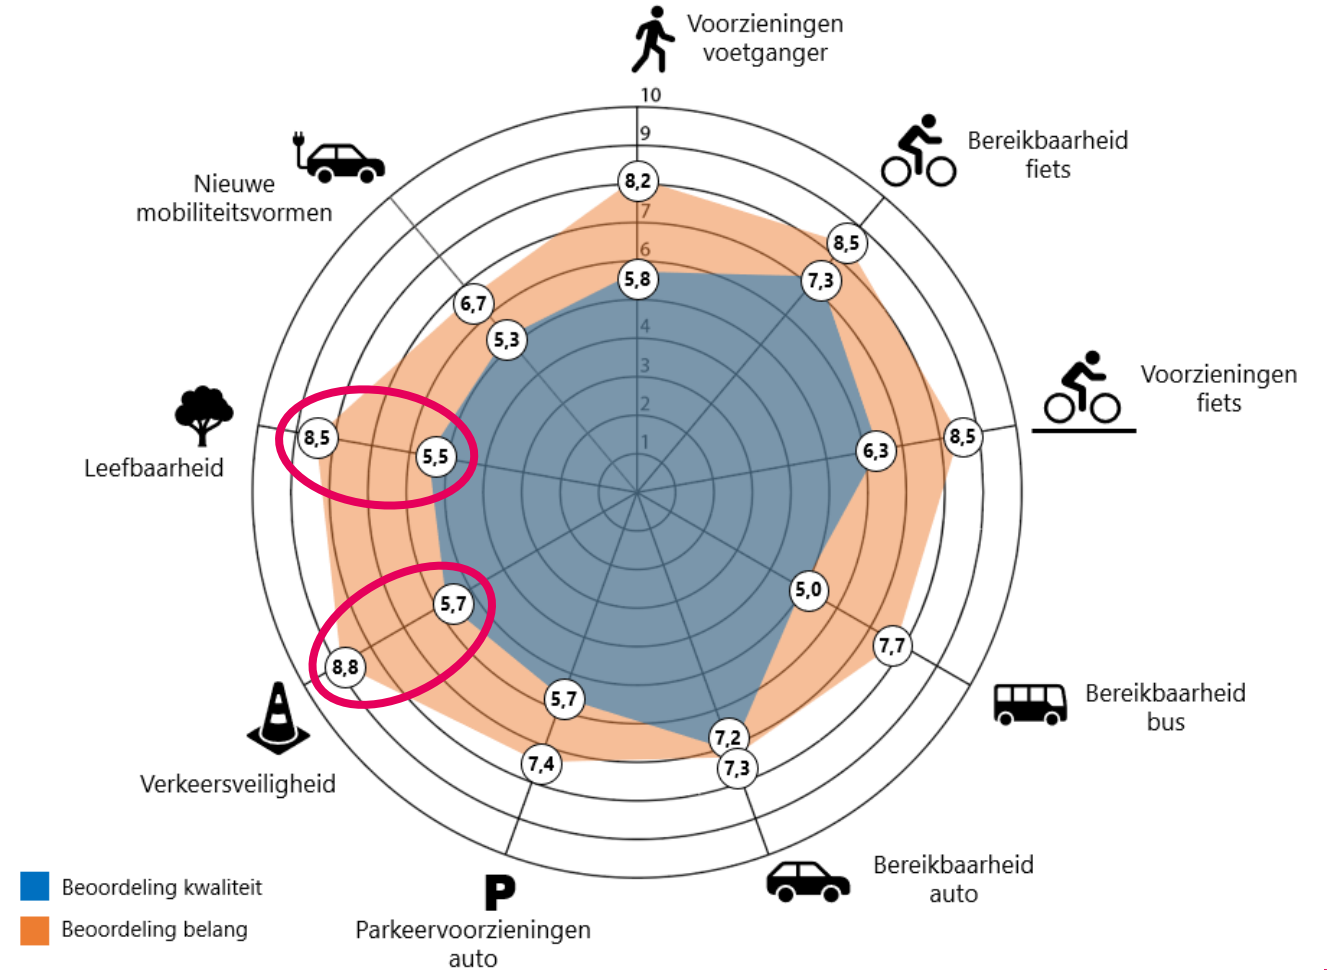 Voorzieningen
voetganger
10
9
8,2
7
6
5,8
4
3
2
1
Bereikbaarheid
fiets
8,5
7,3
Voorzieningen
fiets
8,5
6,3
5,0
7,7
Bereikbaarheid
bus
7,2
7,3
Bereikbaarheid
auto
5,7
7,4
P
Parkeervoorzieningen
auto
5,7
8,8
Verkeersveiligheid
8,5
5,5
Leefbaarheid
6,7
5,3
Nieuwe
mobiliteitsvormen
Beoordeling kwaliteit
Beoordeling belang